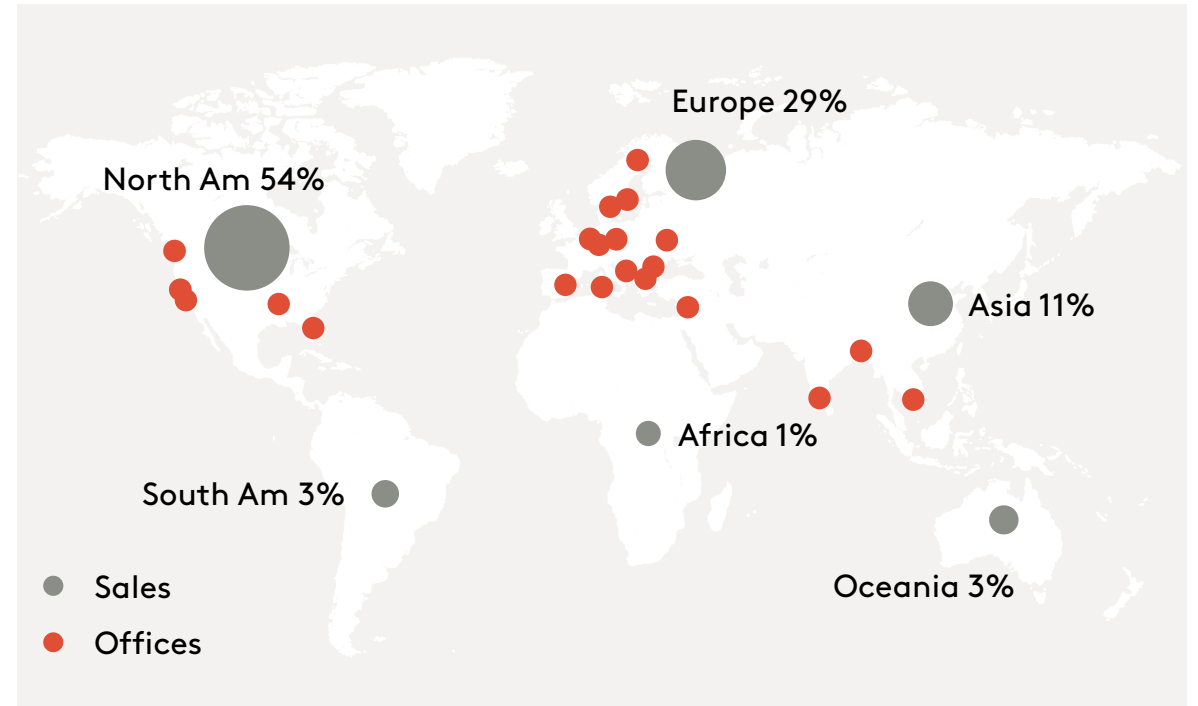 Europe 29%
North Am 54%
Asia 11%
Africa 1%
South Am 3%
Oceania 3%
Sales
Offices